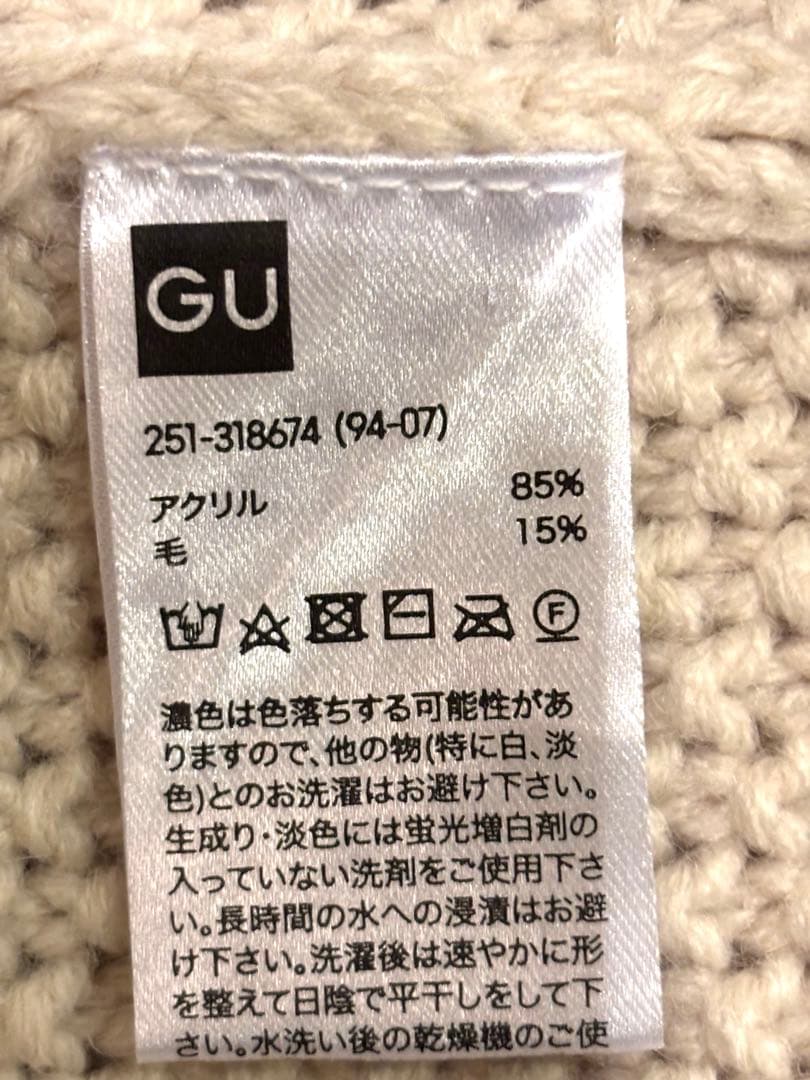 GU
251-318674 (94-07)
アクリル 85%
毛 15%
F
濃色は色落ちする可能性があ
りますので、他の物(特に白、淡
色)とのお洗濯はお避け下さい。
生成り・淡色には蛍光増白剤の
入っていない洗剤をご使用下さ
い。長時間の水への浸漬はお避
け下さい。洗濯後は速やかに形
を整えて日陰で平干しをして下
さい。水洗い後の乾燥機のご使